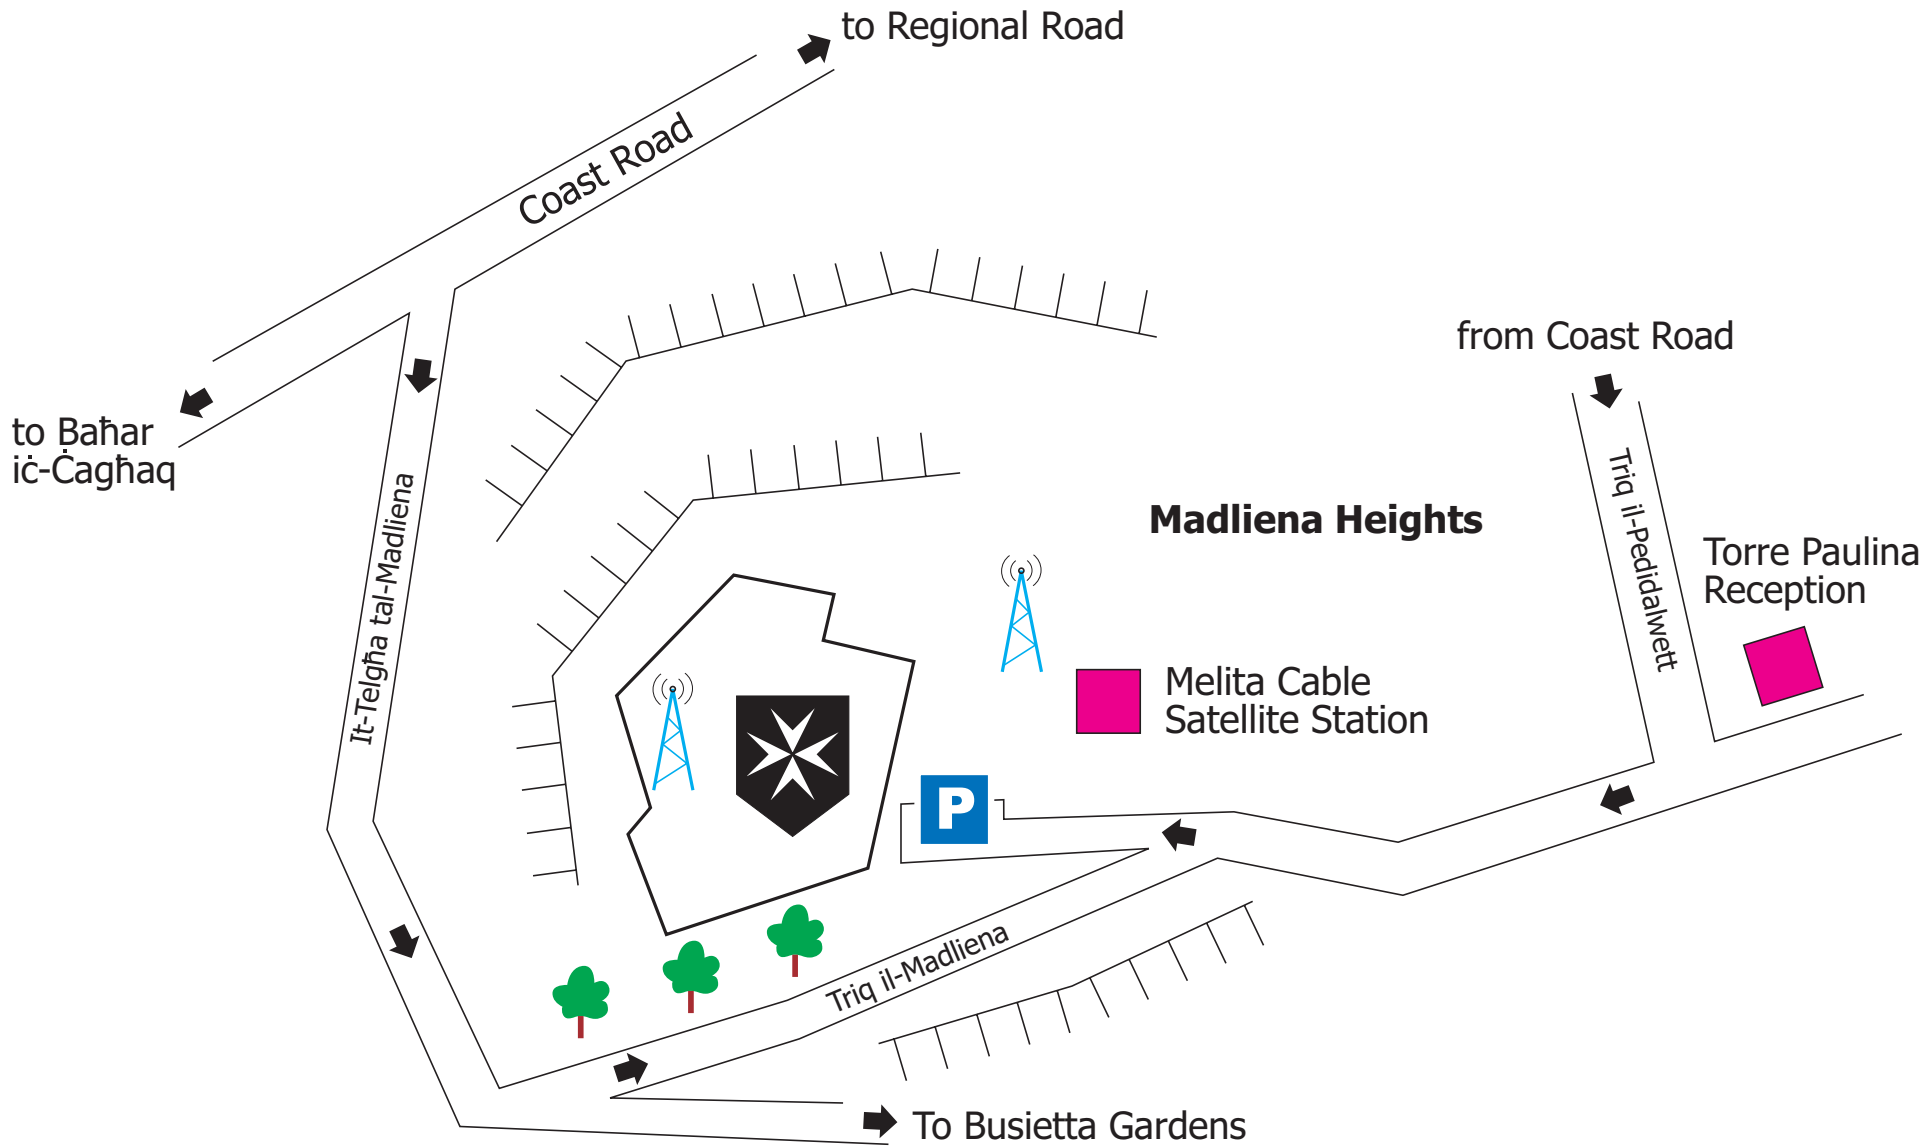 to Regional Road
Coast Road
from Coast Road
to Baħar
iċ-Ċagħaq
It-Telgħa tal-Madliena
Madliena Heights
Triq il-Pedidalwett
Torre Paulina
Reception
Melita Cable
Satellite Station
P
Triq il-Madliena
To Busietta Gardens